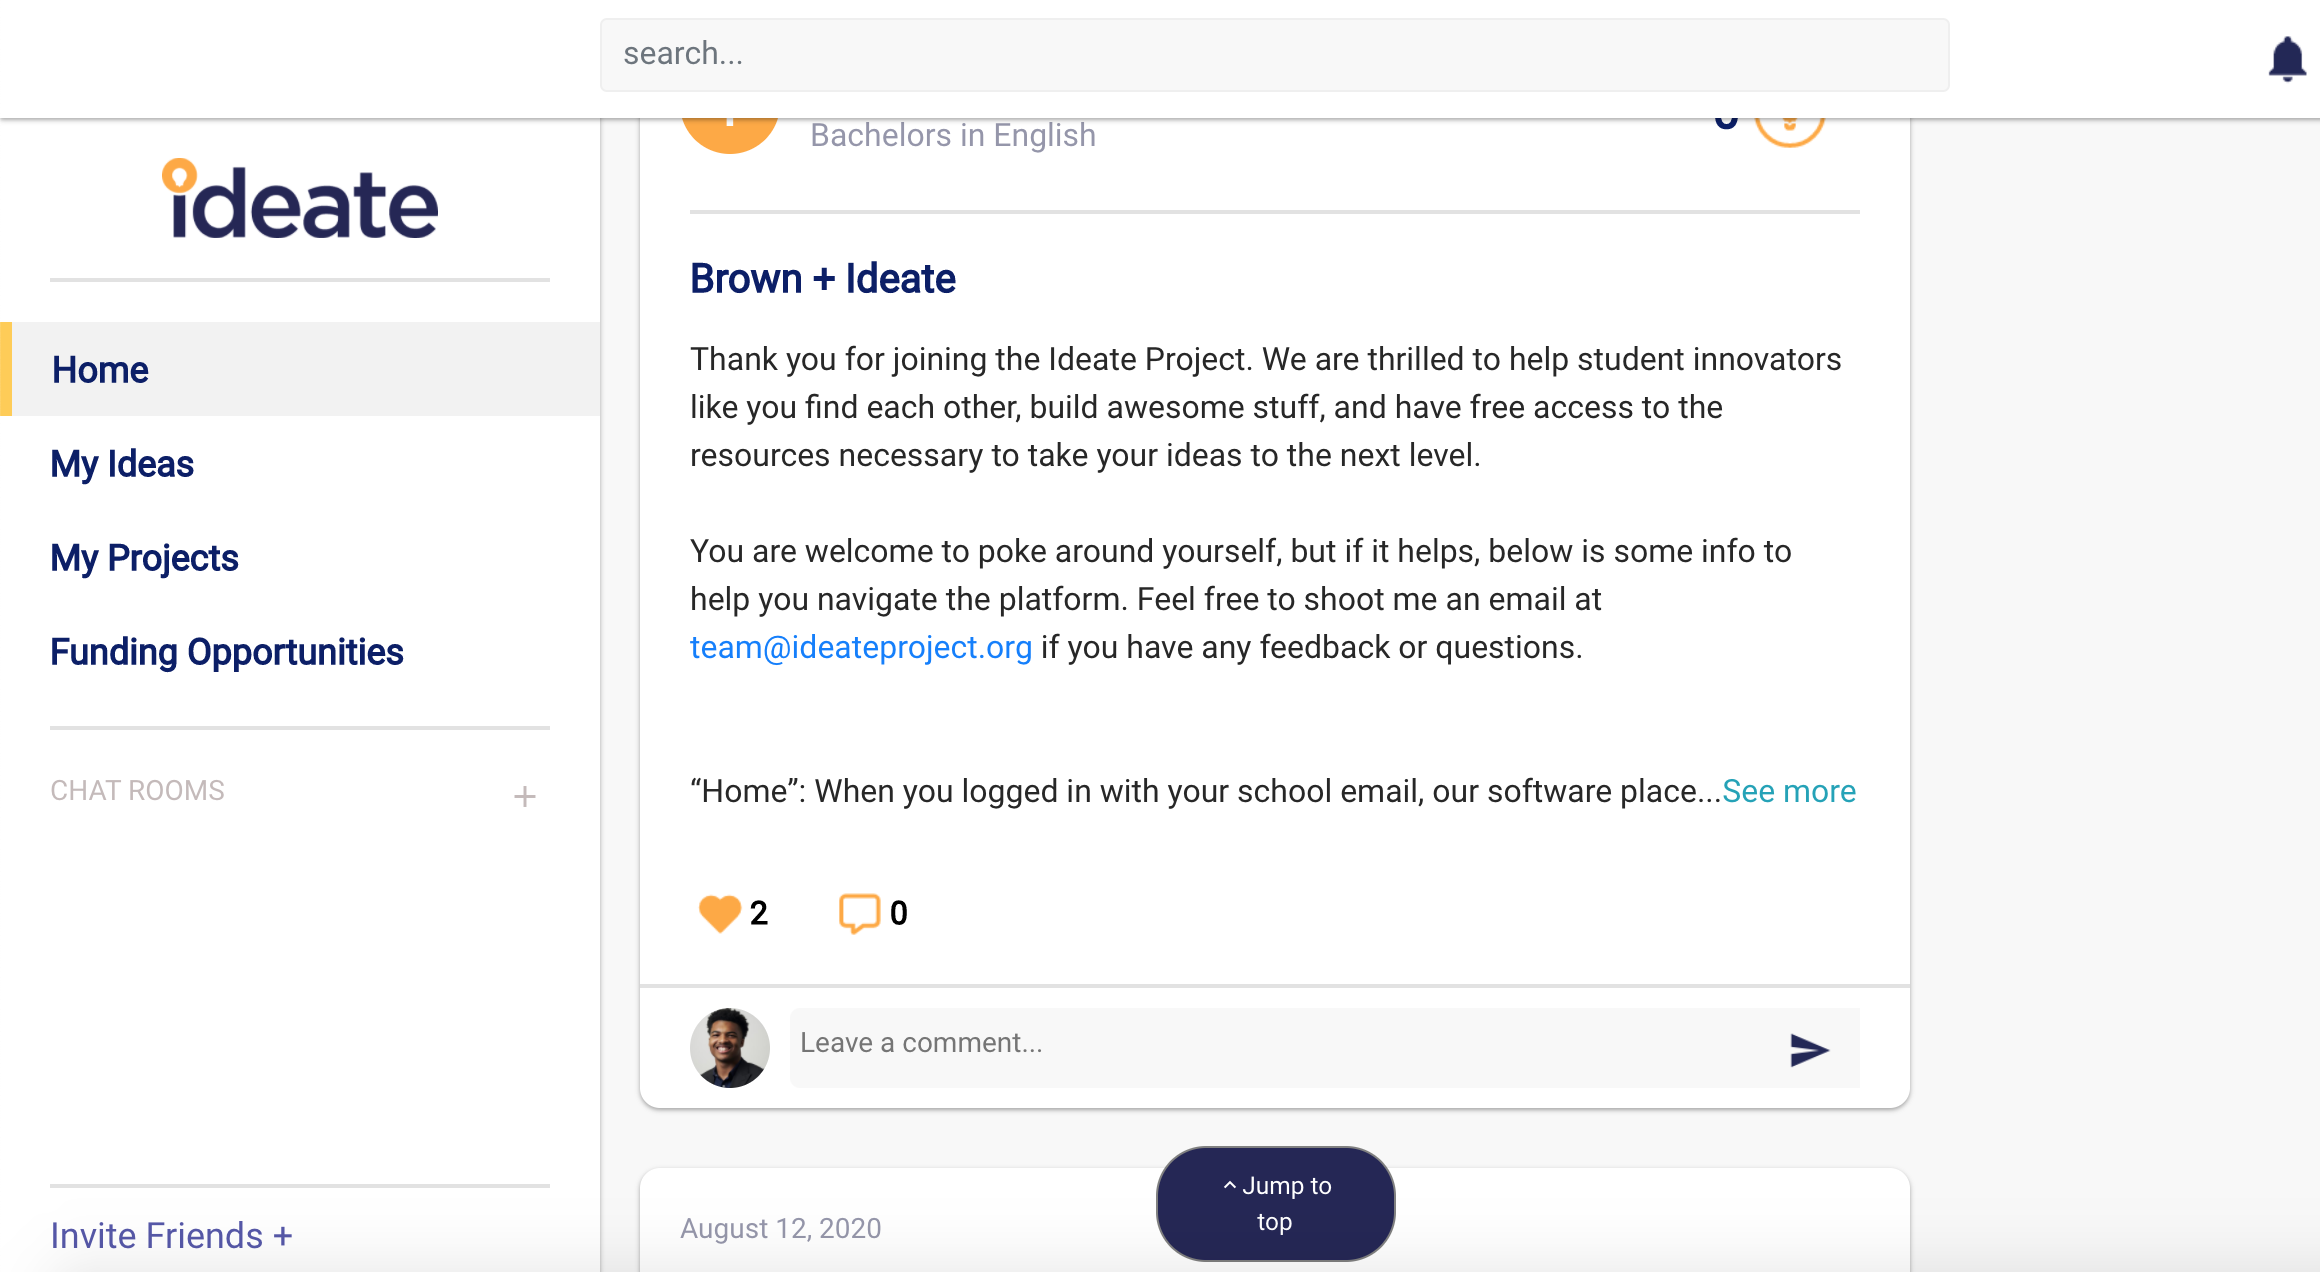 search...
Bachelors in English
ideate
Home
My Ideas
My Projects
Funding Opportunities
CHAT ROOMS
+
Invite Friends +
Brown + Ideate
Thank you for joining the Ideate Project. We are thrilled to help student innovators
like you find each other, build awesome stuff, and have free access to the
resources necessary to take your ideas to the next level.
You are welcome to poke around yourself, but if it helps, below is some info to
help you navigate the platform. Feel free to shoot me an email at
team@ideateproject.org if you have any feedback or questions.
“Home”: When you logged in with your school email, our software place...See more
2
0
Leave a comment...
August 12, 2020
^ Jump to
top